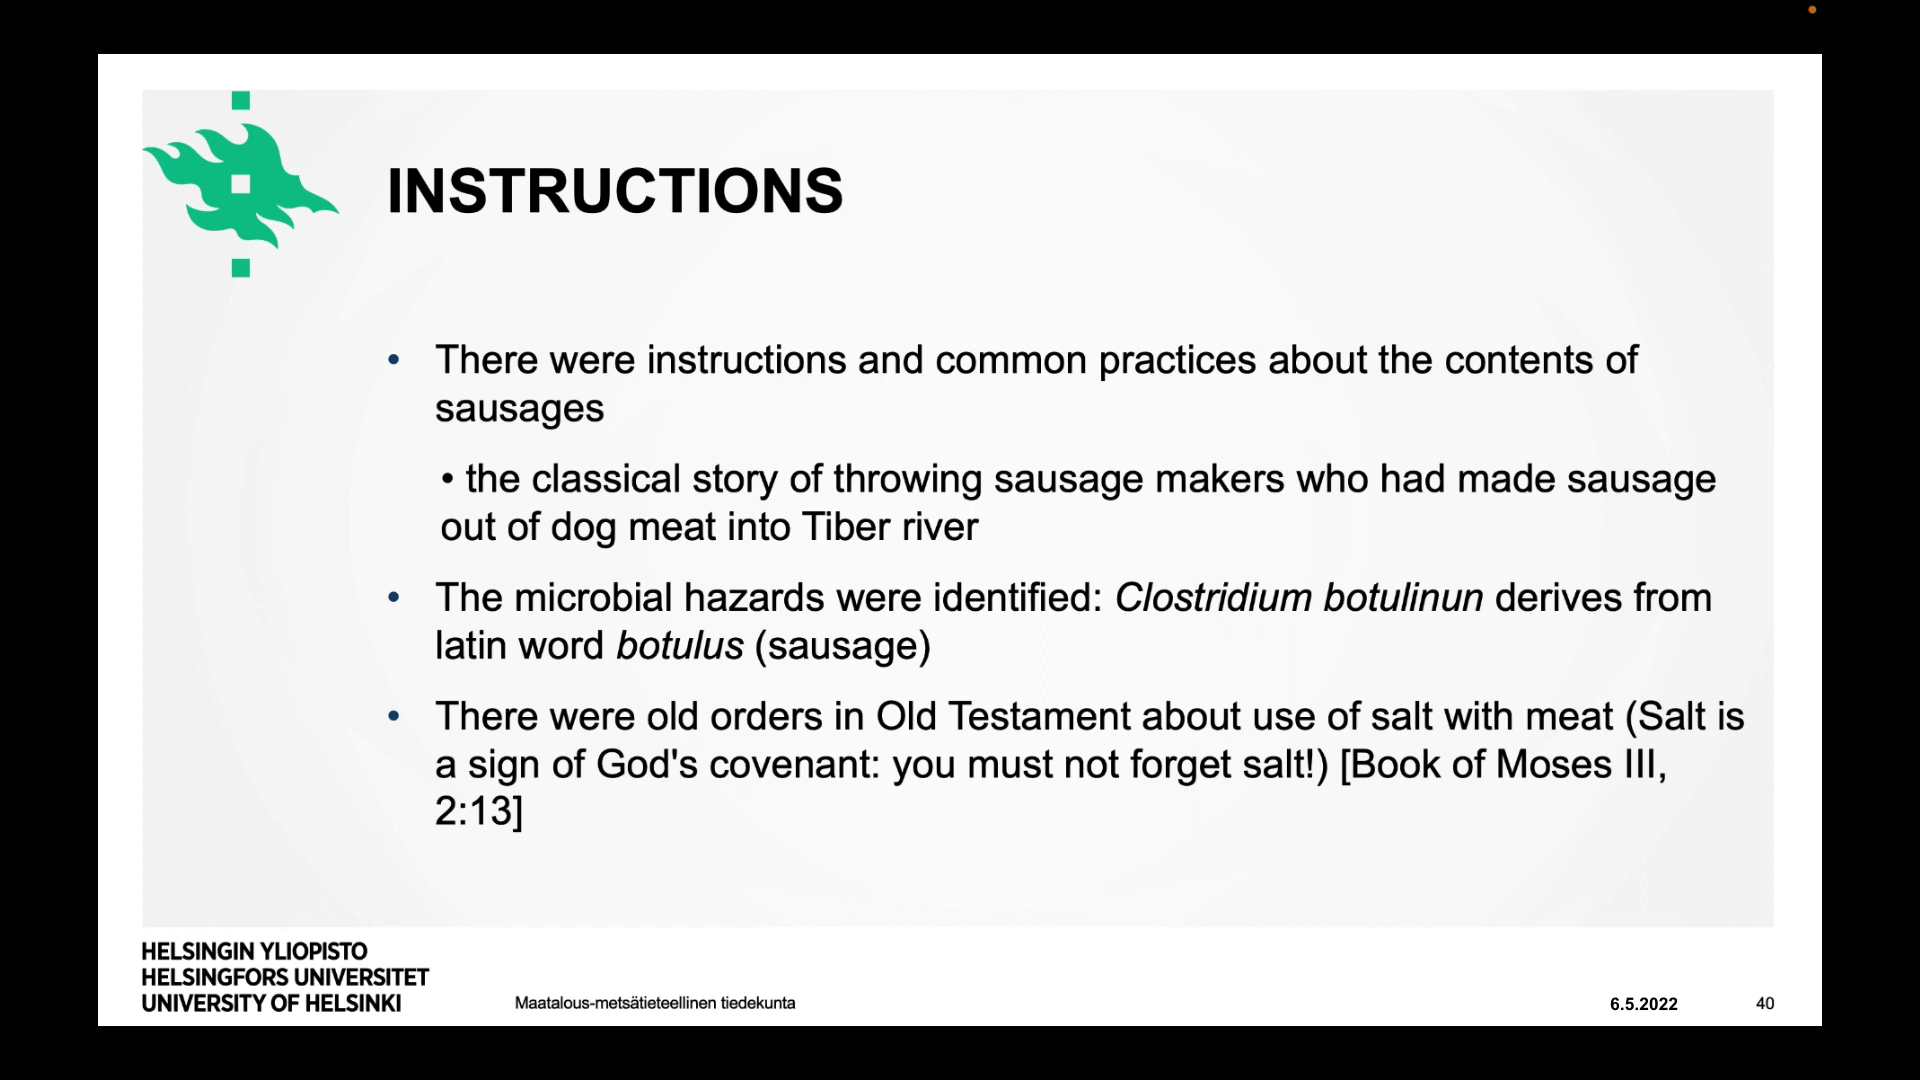 INSTRUCTIONS
• There were instructions and common practices about the contents of
sausages
• the classical story of throwing sausage makers who had made sausage
out of dog meat into Tiber river
• The microbial hazards were identified: Clostridium botulinun derives from
latin word botulus (sausage)
• There were old orders in Old Testament about use of salt with meat (Salt is
a sign of God's covenant: you must not forget salt!) [Book of Moses III,
2:13]
HELSINGIN YLIOPISTO
HELSINGFORS UNIVERSITET
UNIVERSITY OF HELSINKI
Maatalous-metsätieteellinen tiedekunta
6.5.2022
40